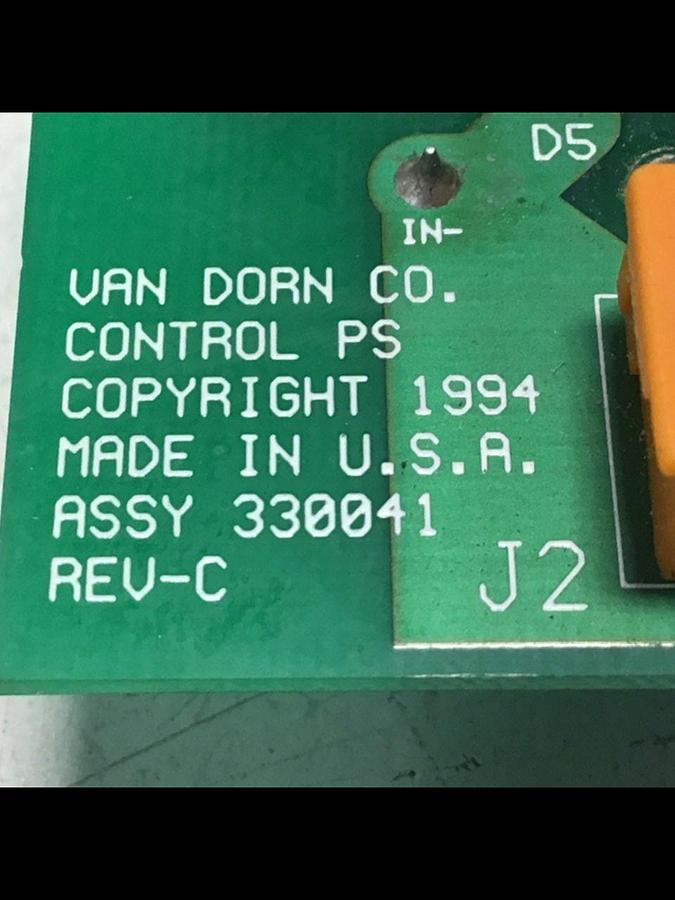 D5
IN-
VAN DORN CO.
CONTROL PS
COPYRIGHT 1994
MADE IN U.S.A.
ASSY 330041
REV-C
J2